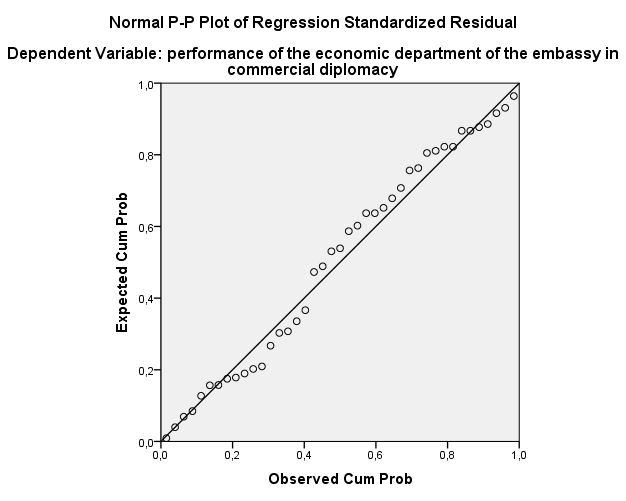 Normal P-P Plot of Regression Standardized Residual
Dependent Variable: performance of the economic department of the embassy in
commercial diplomacy
1,0
0,8
0,6
0,4
0,2
0,0
Expected Cum Prob
0,0 0,2 0,4 0,6 0,8 1,0
Observed Cum Prob